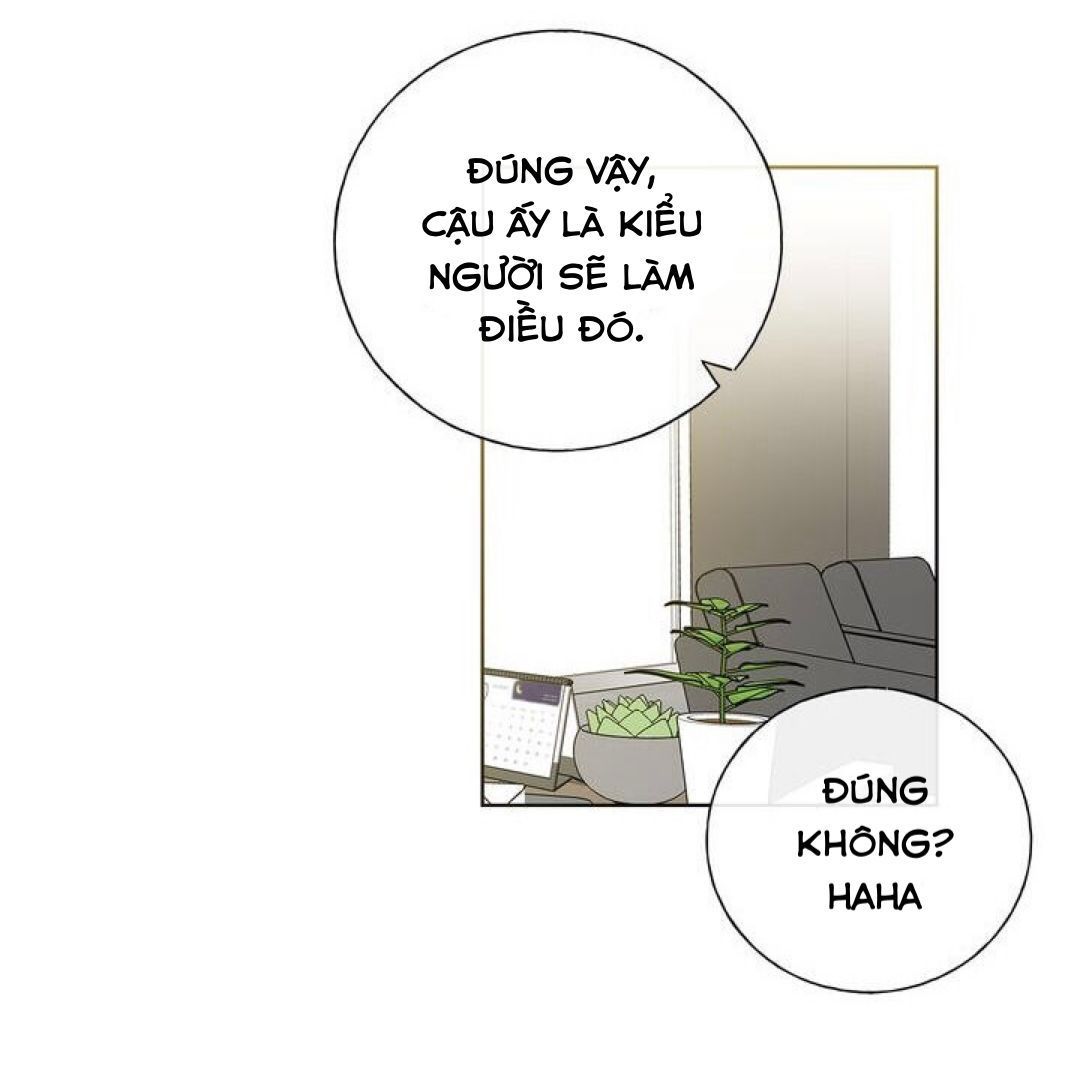 ĐÚNG VẬY,
CẬU ẤY LÀ KIỂU
NGƯỜI SẼ LÀM
ĐIỀU ĐÓ.
ĐÚNG
KHÔNG?
HAHA